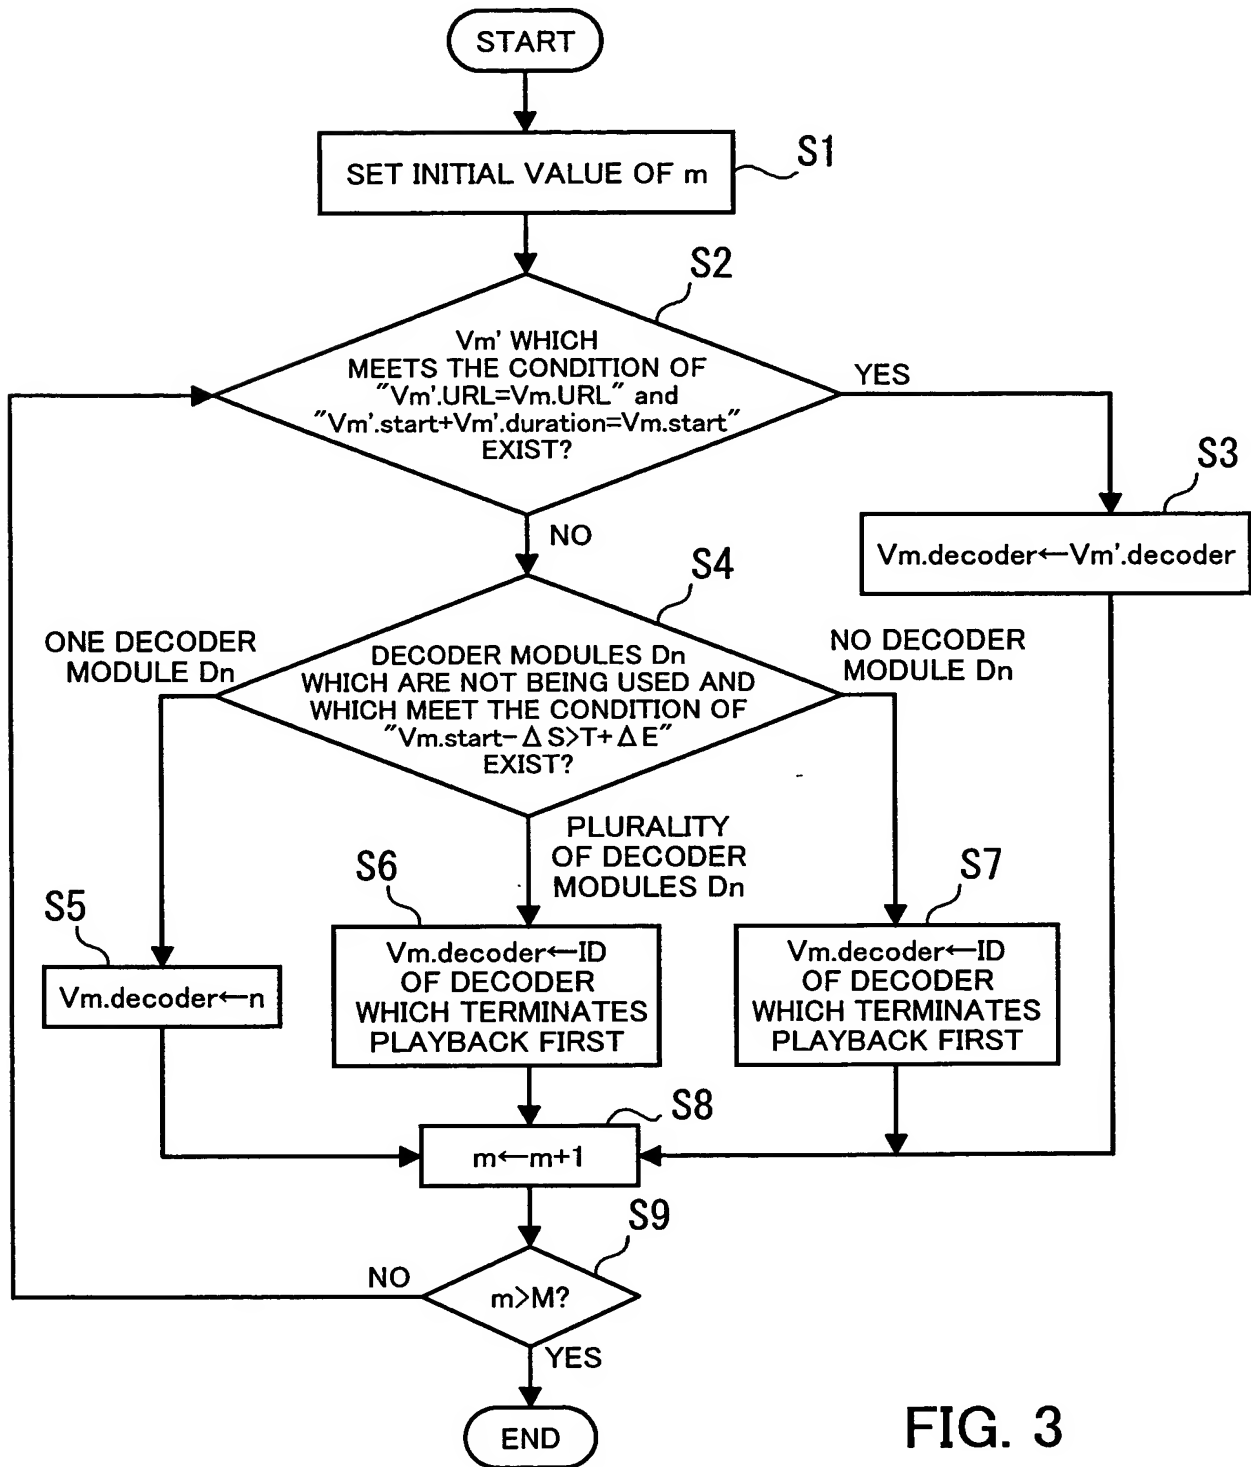 START
SET INITIAL VALUE OF m
S1
S2
Vm' WHICH
MEETS THE CONDITION OF
"Vm'.URL=Vm.URL" and
"Vm'.start+Vm'.duration=Vm.start"
EXIST?
YES
S3
Vm.decoder←Vm'.decoder
NO
S4
ONE DECODER
MODULE Dn
DECODER MODULES Dn
WHICH ARE NOT BEING USED AND
WHICH MEET THE CONDITION OF
"Vm.start-ΔS>T+ΔE"
EXIST?
NO DECODER
MODULE Dn
PLURALITY
OF DECODER
MODULES Dn
S5
Vm.decoder←n
S6
Vm.decoder←ID
OF DECODER
WHICH TERMINATES
PLAYBACK FIRST
S7
Vm.decoder←ID
OF DECODER
WHICH TERMINATES
PLAYBACK FIRST
S8
m←m+1
S9
NO
m>M?
YES
END
FIG. 3